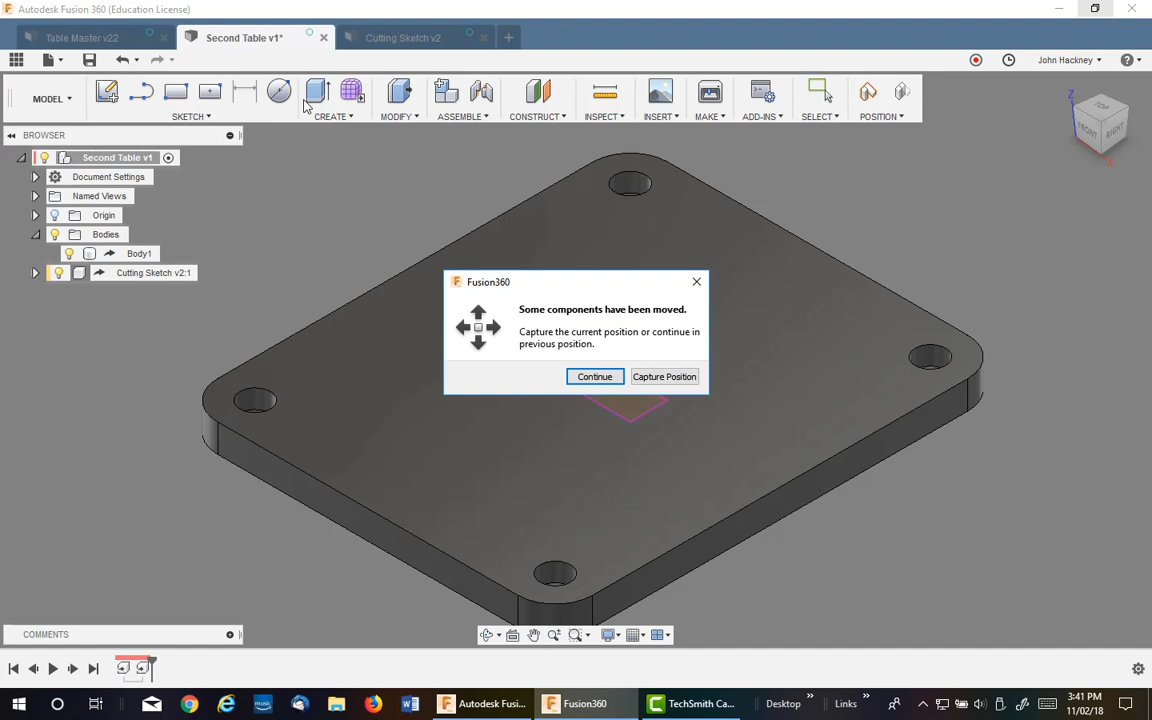 Autodesk Fusion 360 (Education License)
Table Master v22
Second Table v1*
Cutting Sketch v2
John Hackney
MODEL
SKETCH
CREATE
MODIFY
ASSEMBLE
CONSTRUCT
INSPECT
INSERT
MAKE
ADD-INS
SELECT
POSITION
BROWSER
Second Table v1
Document Settings
Named Views
Origin
Bodies
Body1
Cutting Sketch v2:1
Z
TOP
FRONT
RIGHT
X
Fusion360
Some components have been moved.
Capture the current position or continue in
previous position.
Continue
Capture Position
COMMENTS
Autodesk Fusi...
Fusion360
TechSmith Ca...
Desktop
Links
3:41 PM
11/02/18